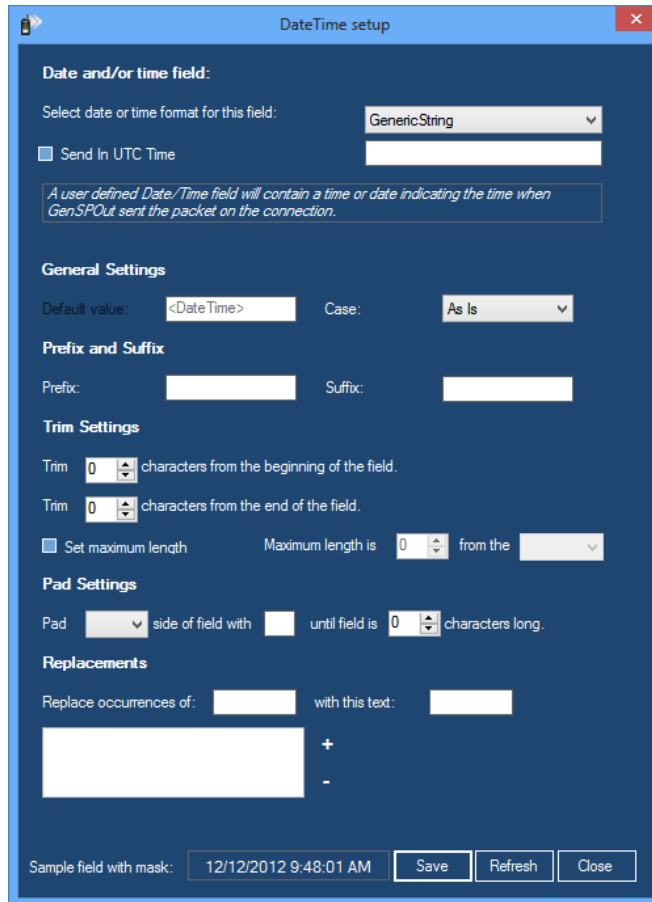 DateTime setup
Date and/or time field:
Select date or time format for this field: GenericString
Send In UTC Time
A user defined Date/Time field will contain a time or date indicating the time when
GenSPOut sent the packet on the connection.
General Settings
Default value: <DateTime> Case: As Is
Prefix and Suffix
Prefix: Suffix:
Trim Settings
Trim 0 characters from the beginning of the field.
Trim 0 characters from the end of the field.
Set maximum length Maximum length is 0 from the
Pad Settings
Pad side of field with until field is 0 characters long.
Replacements
Replace occurrences of: with this text:
+
-
Sample field with mask: 12/12/2012 9:48:01 AM Save Refresh Close